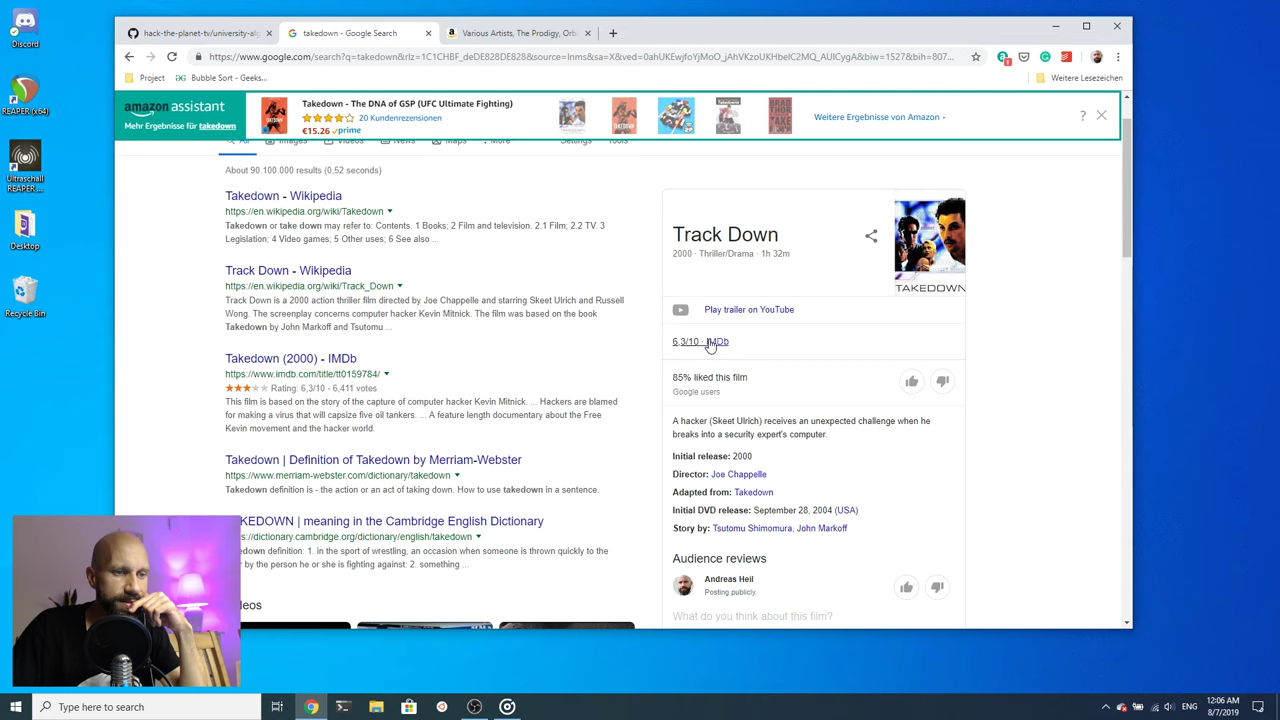 Discord
REAPER (x64)
Ultraschall
REAPER ...
Desktop
Recycle Bin
hack-the-planet-tv/university-alg
takedown - Google Search
Various Artists, The Prodigy, Orbi
https://www.google.com/search?q=takedown&rlz=1C1CHBF_deDE828DE828&source=lnms&sa=X&ved=0ahUKEwjfoYjMoO_jAhVKzoUKHbelC2MQ_AUICygA&biw=1527&bih=807...
Project
Bubble Sort - Geeks...
Weitere Lesezeichen
amazon assistant
Mehr Ergebnisse für takedown
Takedown - The DNA of GSP (UFC Ultimate Fighting)
20 Kundenrezensionen
€15.26 prime
Weitere Ergebnisse von Amazon
All
Images
Videos
News
Maps
More
Settings
Tools
About 90.100.000 results (0,52 seconds)
Takedown - Wikipedia
https://en.wikipedia.org/wiki/Takedown
Takedown or take down may refer to: Contents. 1 Books; 2 Film and television. 2.1 Film; 2.2 TV. 3
Legislation; 4 Video games; 5 Other uses; 6 See also ...
Track Down - Wikipedia
https://en.wikipedia.org/wiki/Track_Down
Track Down is a 2000 action thriller film directed by Joe Chappelle and starring Skeet Ulrich and Russell
Wong. The screenplay concerns computer hacker Kevin Mitnick. The film was based on the book
Takedown by John Markoff and Tsutomu ...
Takedown (2000) - IMDb
https://www.imdb.com/title/tt0159784/
Rating: 6,3/10 - 6,411 votes
This film is based on the story of the capture of computer hacker Kevin Mitnick. ... Hackers are blamed
for making a virus that will capsize five oil tankers. ... A feature length documentary about the Free
Kevin movement and the hacker world.
Takedown | Definition of Takedown by Merriam-Webster
https://www.merriam-webster.com/dictionary/takedown
Takedown definition is - the action or an act of taking down. How to use takedown in a sentence.
KEDOWN | meaning in the Cambridge English Dictionary
s://dictionary.cambridge.org/dictionary/english/takedown
edown definition: 1. in the sport of wrestling, an occasion when someone is thrown quickly to the
r by the person he or she is fighting against: 2. something ...
deos
Track Down
2000 · Thriller/Drama · 1h 32m
TAKEDOWN
Play trailer on YouTube
6,3/10 · IMDb
85% liked this film
Google users
A hacker (Skeet Ulrich) receives an unexpected challenge when he
breaks into a security expert's computer.
Initial release: 2000
Director: Joe Chappelle
Adapted from: Takedown
Initial DVD release: September 28, 2004 (USA)
Story by: Tsutomu Shimomura, John Markoff
Audience reviews
Andreas Heil
Posting publicly.
What do you think about this film?
Type here to search
ENG
12:06 AM
8/7/2019